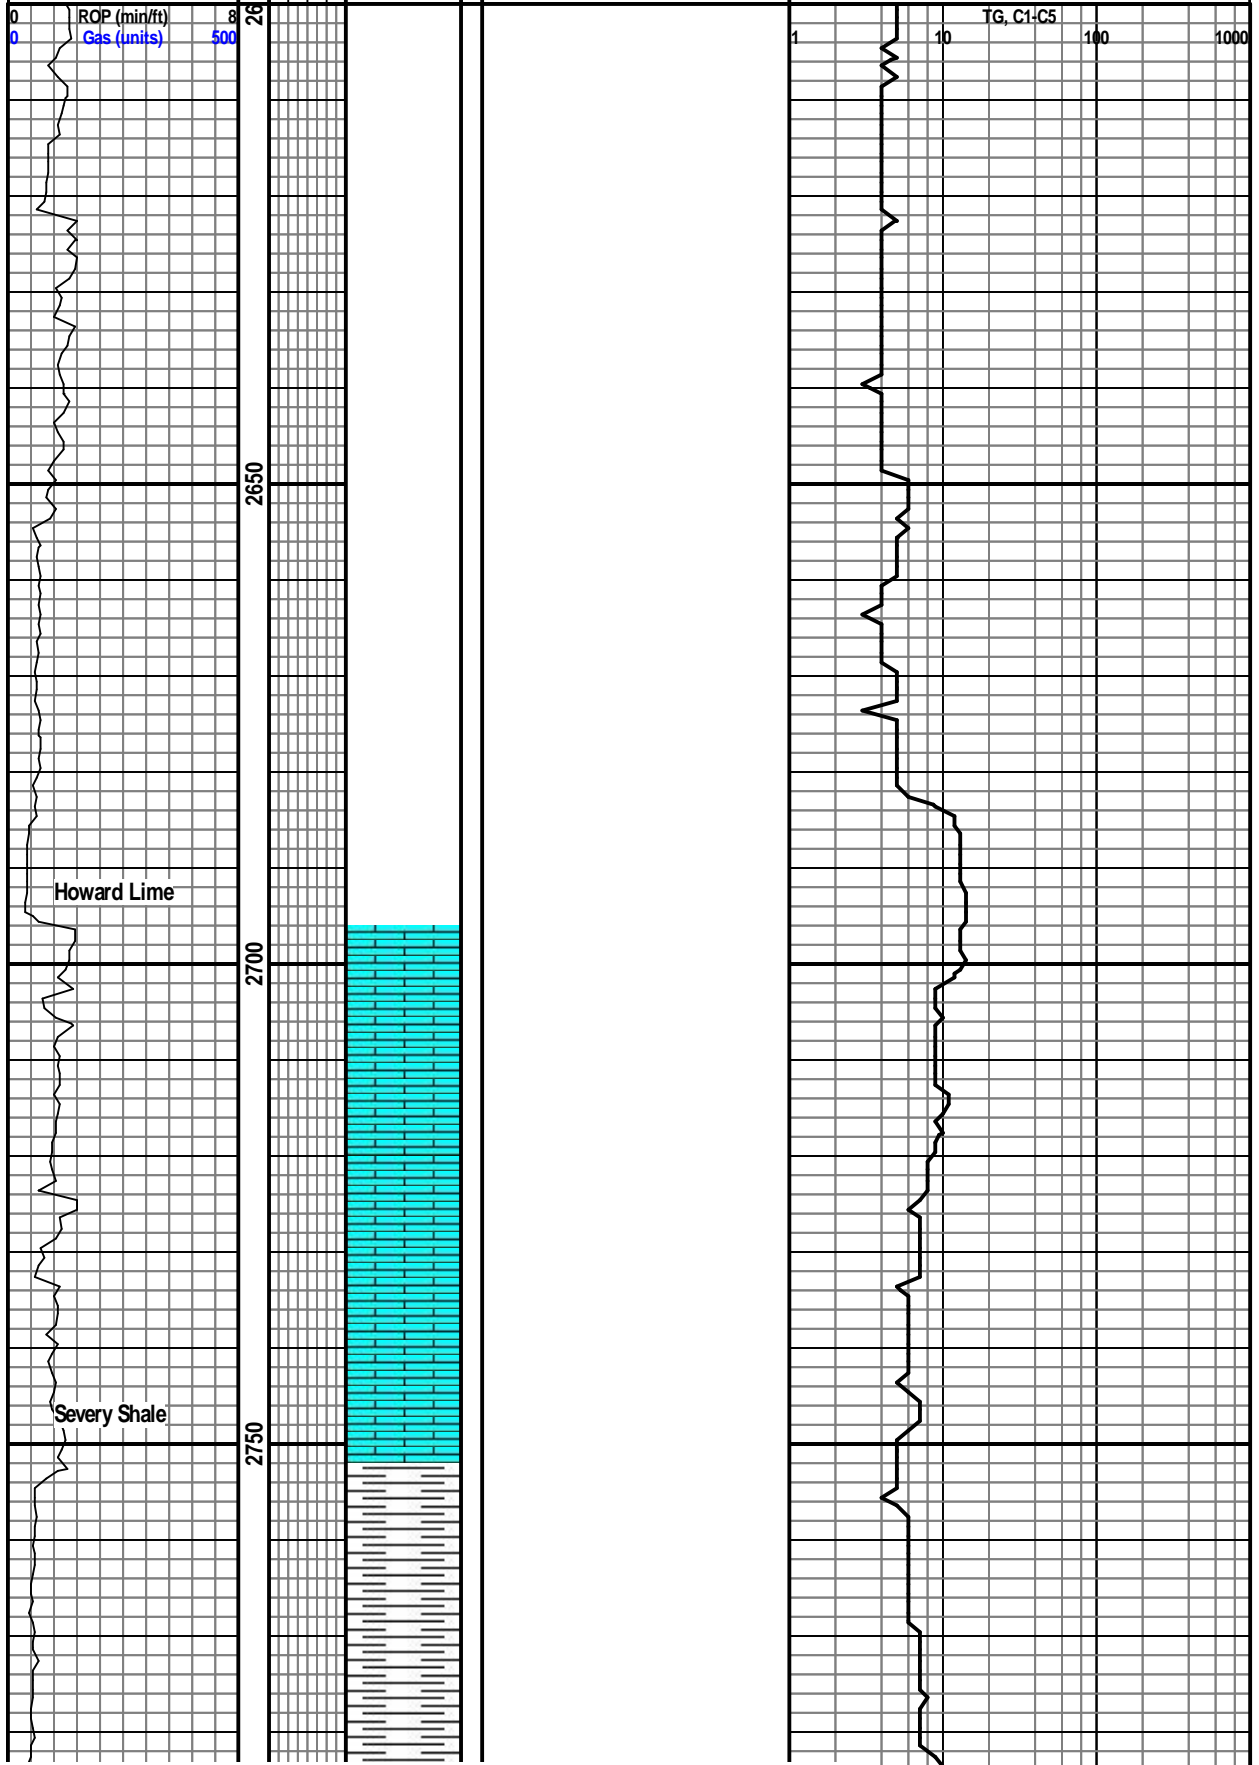 0 ROP (min/ft) 8
0 Gas (units) 500
26
TG, C1-C5
1 10 100 1000
2650
Howard Lime
2700
Severy Shale
2750